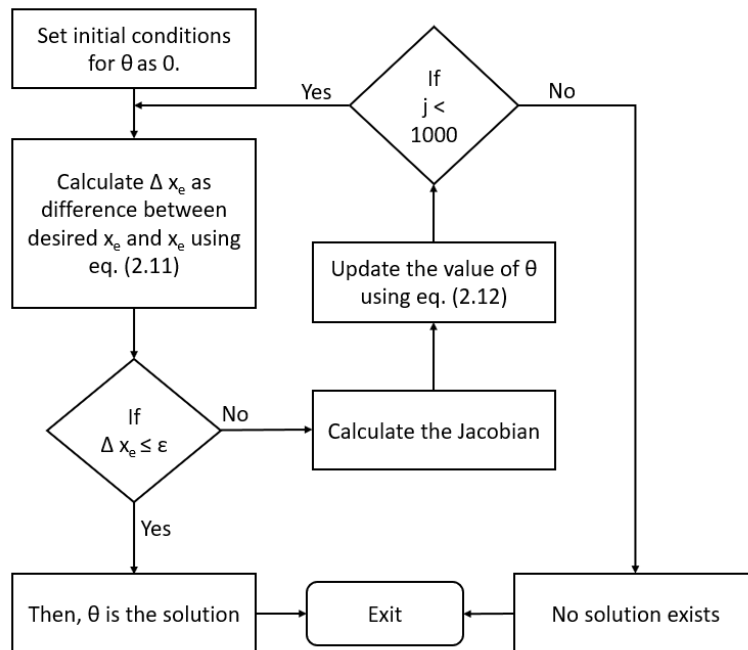 Set initial conditions
for θ as 0.
Calculate Δ xₑ as
difference between
desired xₑ and xₑ using
eq. (2.11)
If
Δ xₑ ≤ ε
Yes
Then, θ is the solution
No
Calculate the Jacobian
Update the value of θ
using eq. (2.12)
If
j <
1000
Yes
No
No solution exists
Exit